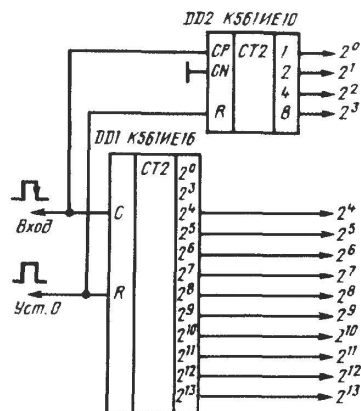 DD2 К561ИЕ10
CP CT2 1 2⁰
CN 2 2¹
4 2²
R 8 2³
DD1 К561ИЕ16
CT2 2⁰
2³
C 2⁴ 2⁴
Вход 2⁵ 2⁵
2⁶ 2⁶
2⁷ 2⁷
R 2⁸ 2⁸
Уст. 0 2⁹ 2⁹
2¹⁰ 2¹⁰
2¹¹ 2¹¹
2¹² 2¹²
2¹³ 2¹³